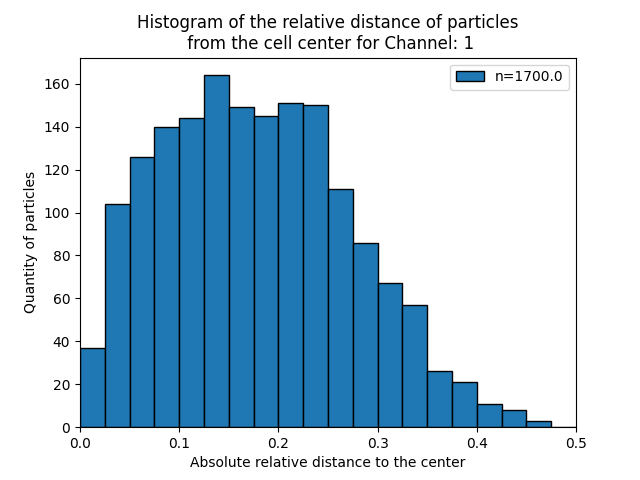 Histogram of the relative distance of particles
from the cell center for Channel: 1
n=1700.0
Quantity of particles
160
140
120
100
80
60
40
20
0
0.0 0.1 0.2 0.3 0.4 0.5
Absolute relative distance to the center